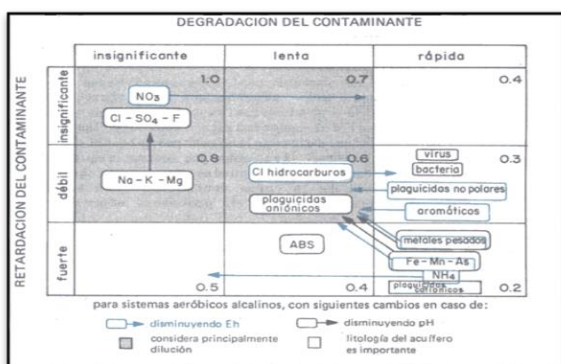 DEGRADACION DEL CONTAMINANTE
insignificante lenta rápida
RETARDACION DEL CONTAMINANTE
insignificante
débil
fuerte
1.0 0.7 0.4
NO₃
Cl - SO₄ - F
0.8 0.6 0.3
virus
bacteria
Cl hidrocarburos
Na - K - Mg
plaguicidas no polares
plaguicidas
aniónicos
aromáticos
metales pesados
ABS
Fe - Mn - As
NH₄
plaguicidas
catiónicos
0.5 0.4 0.2
para sistemas aeróbicos alcalinos, con siguientes cambios en caso de:
disminuyendo Eh disminuyendo pH
considera principalmente
dilución
litología del acuífero
es importante